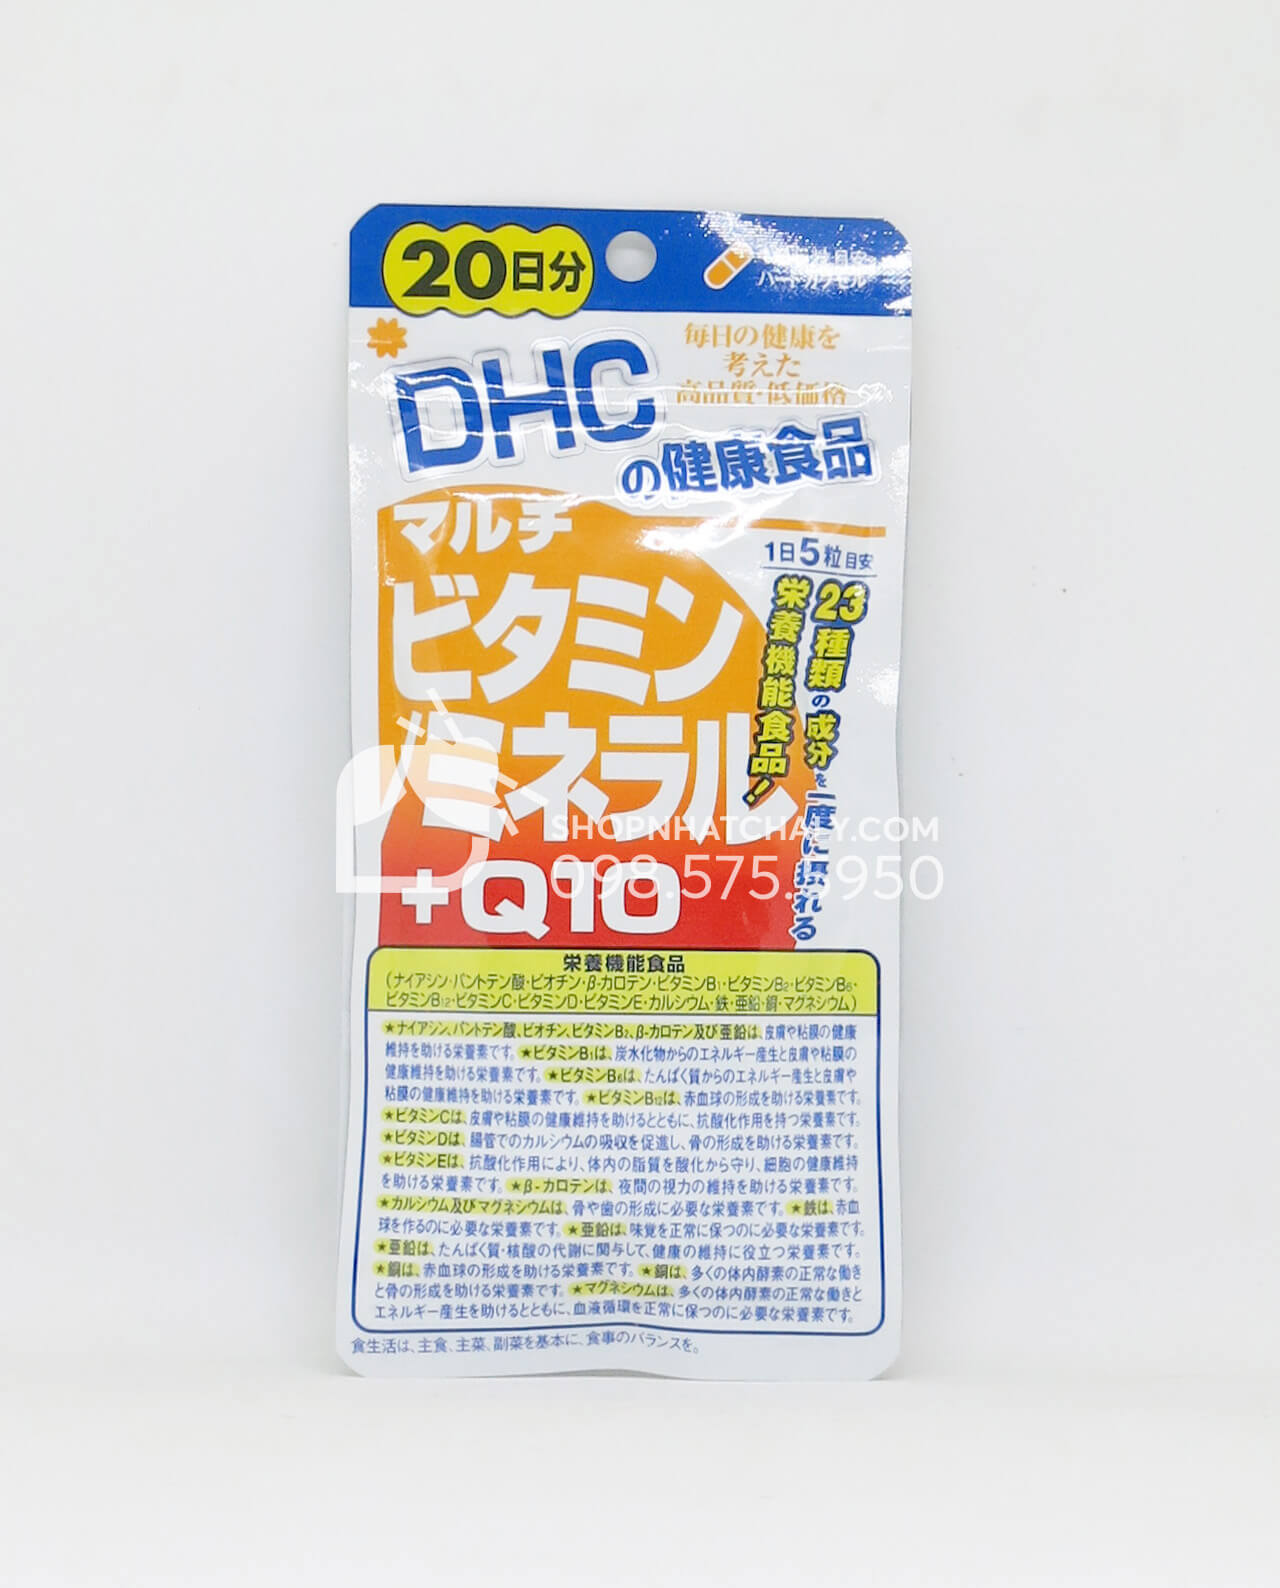 20日分
ハードカプセル
毎日の健康を
考えた
高品質・低価格
DHC
の健康食品
マルチ
ビタミン
ミネラル
+Q10
1日5粒目安
23種類の成分を一度に摂れる
栄養機能食品!
SHOPNHATCHALY.COM
098.575.5950
栄養機能食品
(ナイアシン・パントテン酸・ビオチン・β-カロテン・ビタミンB1・ビタミンB2・ビタミンB6・
ビタミンB12・ビタミンC・ビタミンD・ビタミンE・カルシウム・鉄・亜鉛・銅・マグネシウム)
★ナイアシン、パントテン酸、ビオチン、ビタミンB2、β-カロテン及び亜鉛は、皮膚や粘膜の健康
維持を助ける栄養素です。★ビタミンB1は、炭水化物からのエネルギー産生と皮膚や粘膜の
健康維持を助ける栄養素です。★ビタミンB6は、たんぱく質からのエネルギー産生と皮膚や
粘膜の健康維持を助ける栄養素です。★ビタミンB12は、赤血球の形成を助ける栄養素です。
★ビタミンCは、皮膚や粘膜の健康維持を助けるとともに、抗酸化作用を持つ栄養素です。
★ビタミンDは、腸管でのカルシウムの吸収を促進し、骨の形成を助ける栄養素です。
★ビタミンEは、抗酸化作用により、体内の脂質を酸化から守り、細胞の健康維持
を助ける栄養素です。★β-カロテンは、夜間の視力の維持を助ける栄養素です。
★カルシウム及びマグネシウムは、骨や歯の形成に必要な栄養素です。★鉄は、赤血
球を作るのに必要な栄養素です。★亜鉛は、味覚を正常に保つのに必要な栄養素です。
★亜鉛は、たんぱく質・核酸の代謝に関与して、健康の維持に役立つ栄養素です。
★銅は、赤血球の形成を助ける栄養素です。★銅は、多くの体内酵素の正常な働き
と骨の形成を助ける栄養素です。★マグネシウムは、多くの体内酵素の正常な働きと
エネルギー産生を助けるとともに、血液循環を正常に保つのに必要な栄養素です。
食生活は、主食、主菜、副菜を基本に、食事のバランスを。